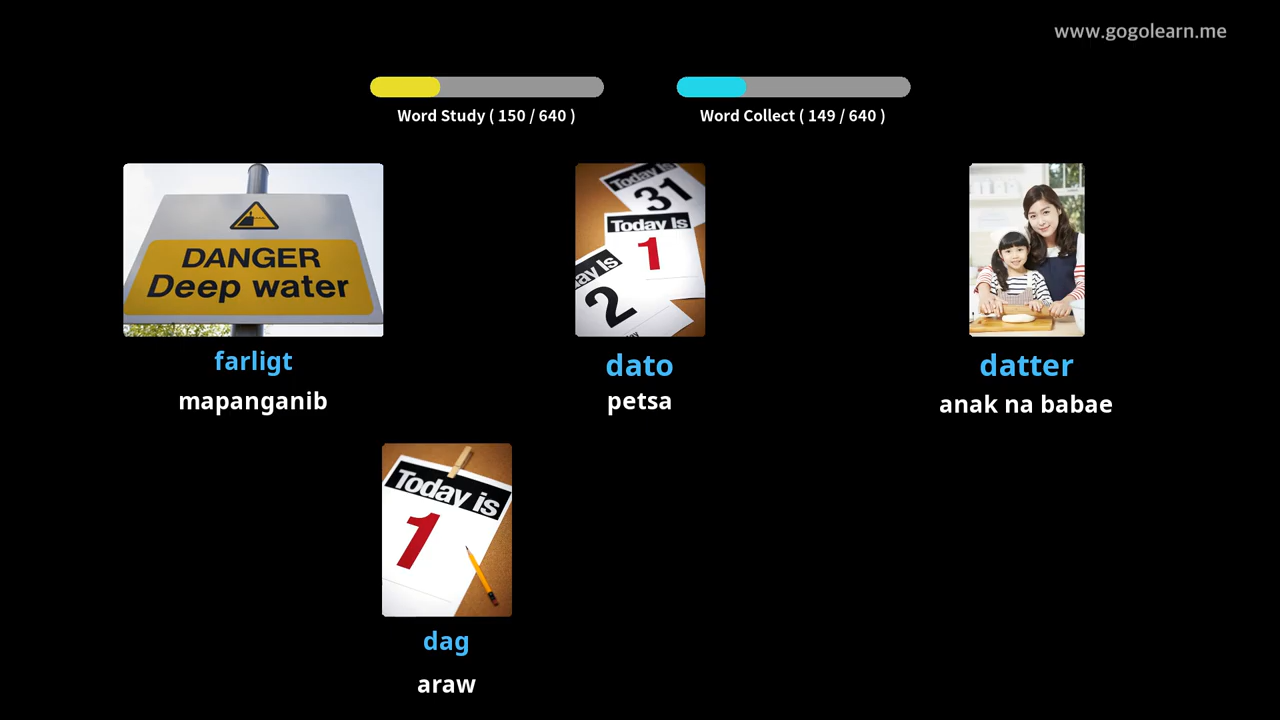 www.gogolearn.me
Word Study ( 150 / 640 )
Word Collect ( 149 / 640 )
DANGER
Deep water
Today Is
31
Today Is
1
ay Is
2
farligt
dato
datter
mapanganib
petsa
anak na babae
Today is
1
dag
araw